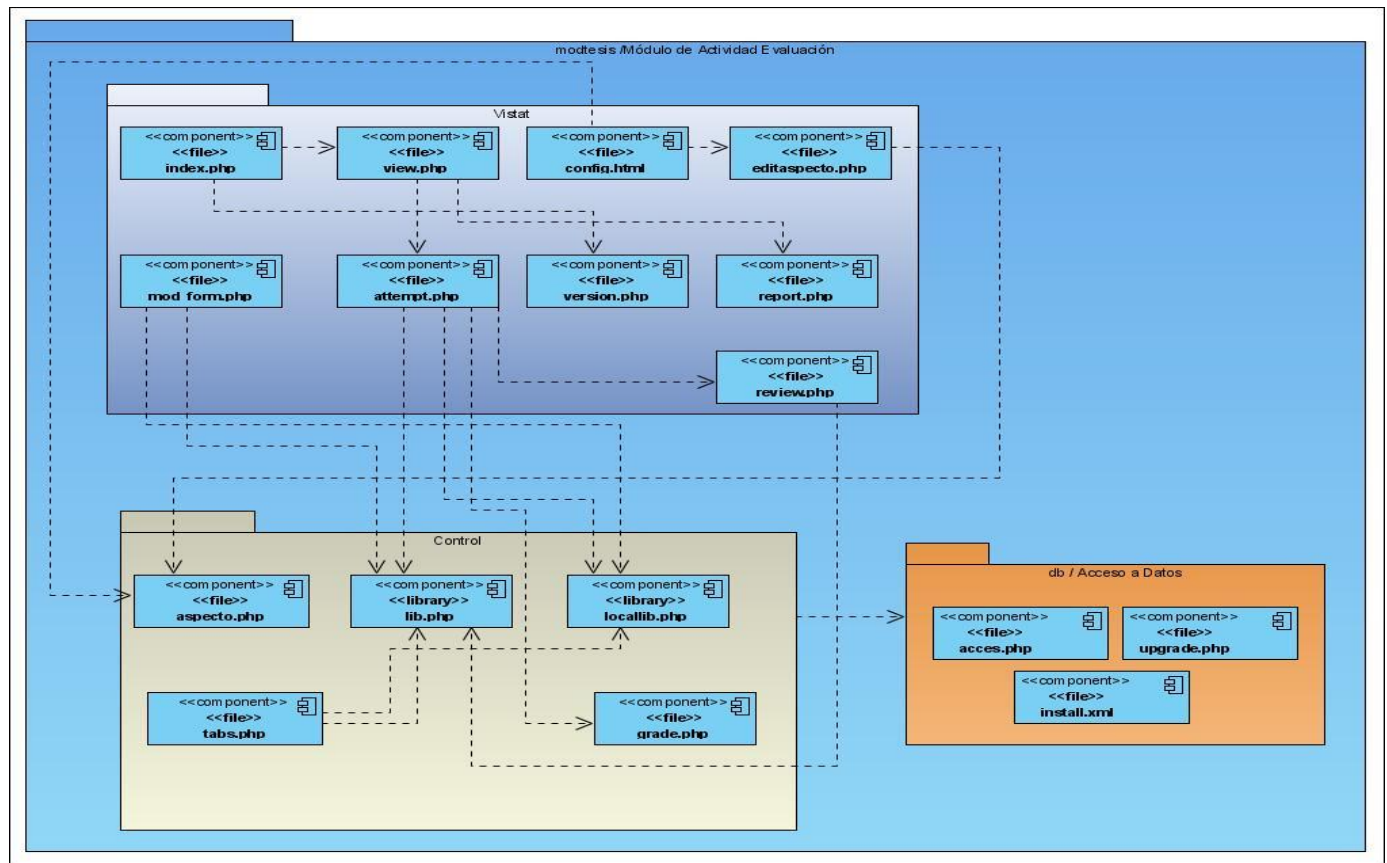 modtesis /Módulo de Actividad Evaluación
Vistat
<<component>>
<<file>>
index.php
<<component>>
<<file>>
view.php
<<component>>
<<file>>
config.html
<<component>>
<<file>>
editaspecto.php
<<component>>
<<file>>
mod_form.php
<<component>>
<<file>>
attempt.php
<<component>>
<<file>>
version.php
<<component>>
<<file>>
report.php
<<component>>
<<file>>
review.php
Control
<<component>>
<<file>>
aspecto.php
<<component>>
<<library>>
lib.php
<<component>>
<<library>>
locallib.php
<<component>>
<<file>>
tabs.php
<<component>>
<<file>>
grade.php
db / Acceso a Datos
<<component>>
<<file>>
acces.php
<<component>>
<<file>>
upgrade.php
<<component>>
<<file>>
install.xml